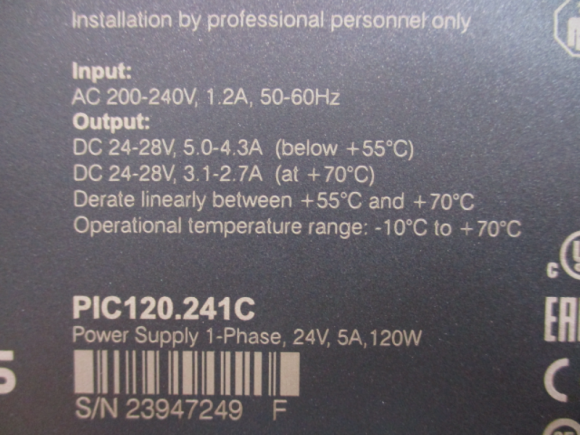 Installation by professional personnel only
Input:
AC 200-240V, 1.2A, 50-60Hz
Output:
DC 24-28V, 5.0-4.3A (below +55°C)
DC 24-28V, 3.1-2.7A (at +70°C)
Derate linearly between +55°C and +70°C
Operational temperature range: -10°C to +70°C
PIC120.241C
Power Supply 1-Phase, 24V, 5A,120W
S/N 23947249 F